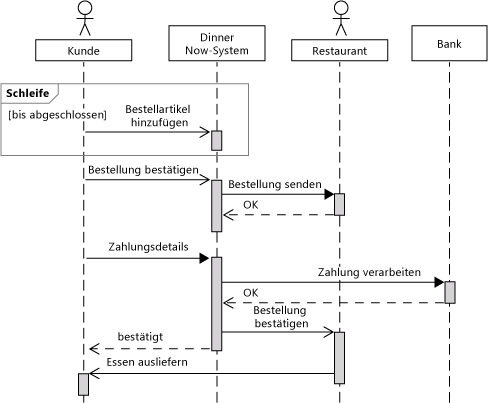 Kunde
Dinner
Now-System
Restaurant
Bank
Schleife
[bis abgeschlossen]
Bestellartikel
hinzufügen
Bestellung bestätigen
Bestellung senden
OK
Zahlungsdetails
Zahlung verarbeiten
OK
Bestellung
bestätigen
bestätigt
Essen ausliefern